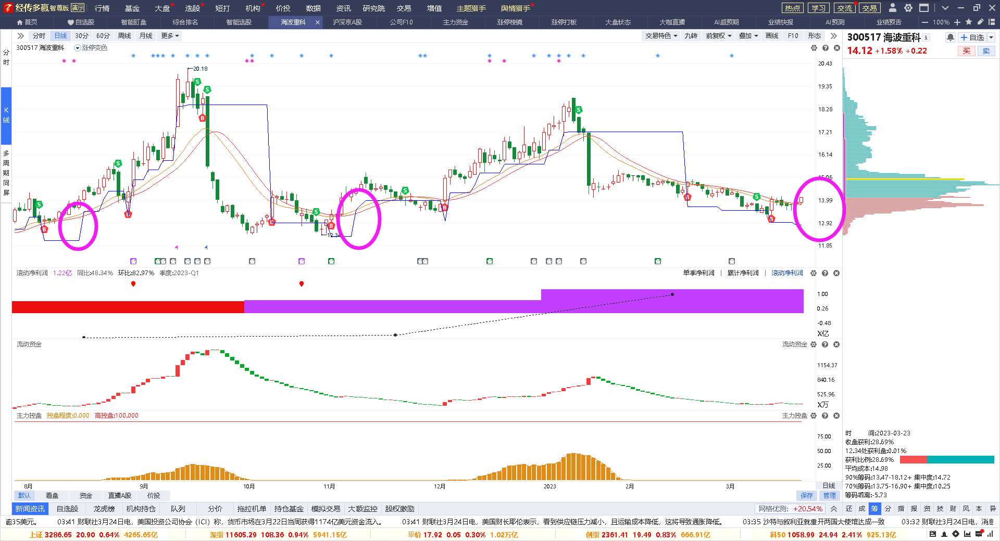 经传多赢智尊版 演示 行情 基金 大盘 选股 短打 机构 价投 数据 资讯 研究院 交易 增值 主题猎手 舆情猎手 热点 学习 交流 交易
首页 自选股 智能盯盘 综合排名 智能选股 海波重科 × 沪深京A股 公司F10 主力资金 涨停棱镜 涨停打板 大盘状态 大咖直播 AI超预期 业绩快报 AI预测 业绩预告 100%
分时 日线 30分 60分 周线 月线 更多 交易特色 九转 前复权 叠加 画线 F10 形态
300517 海波重科 涨停变色
300517 海波重科 自选
14.12 +1.58% +0.22 买 卖
分时
K线
多周期同屏
20.18
12.34
20.43
19.35
18.28
17.21
16.14
15.06
13.99
12.92
11.85
滚动净利润 1.22亿 同比:48.34% 环比:82.97% 季度:2023-Q1 单季净利润 | 累计净利润 | 滚动净利润
1.00
0.26
-0.48
X亿
流动资金 流动资金
1154.37
840.16
525.96
X万
主力控盘 控盘程度:0.000 高控盘:100.000 主力控盘
75.00
50.00
25.00
8月 9月 10月 11月 12月 2023 2月 3月 日线
时 间:2023-03-23
收盘获利:28.69%
12.34处获利盘:0.01%
获利比例:28.69%
平均成本:14.98
90%筹码:13.47-18.12+ 集中度:14.72
70%筹码:13.75-16.90+ 集中度:10.25
筹码乖离:-5.73
默认 看盘 资金 直播A股 价投 保存 管理
新闻资讯 自选股 龙虎榜 机构持仓 队列 分价 拖拉机单 持仓基金 模拟交易 大额监控 股权激励 网格优测: +20.54% 还 成 筹 分 指 报 资 技 财 风 本 异
逾35美元。 03:41 财联社3月24日电，美国投资公司协会（ICI）称，货币市场在3月22日当周获得1174亿美元资金流入。 03:41 财联社3月24日电，美国财长耶伦表示，看到供应链压力减小，且运输成本降低，这将导致通胀降低。 03:35 沙特与叙利亚就重开两国大使馆达成一致 03:32 财联社3月24日电，消息
上证 3286.65 20.90 0.64% 4265.65亿 深指 11605.29 108.36 0.94% 5941.15亿 平价 17.92 0.05 0.30% 1.02万亿 创指 2361.41 19.49 0.83% 666.91亿 科50 1058.99 24.94 2.41% 925.13亿